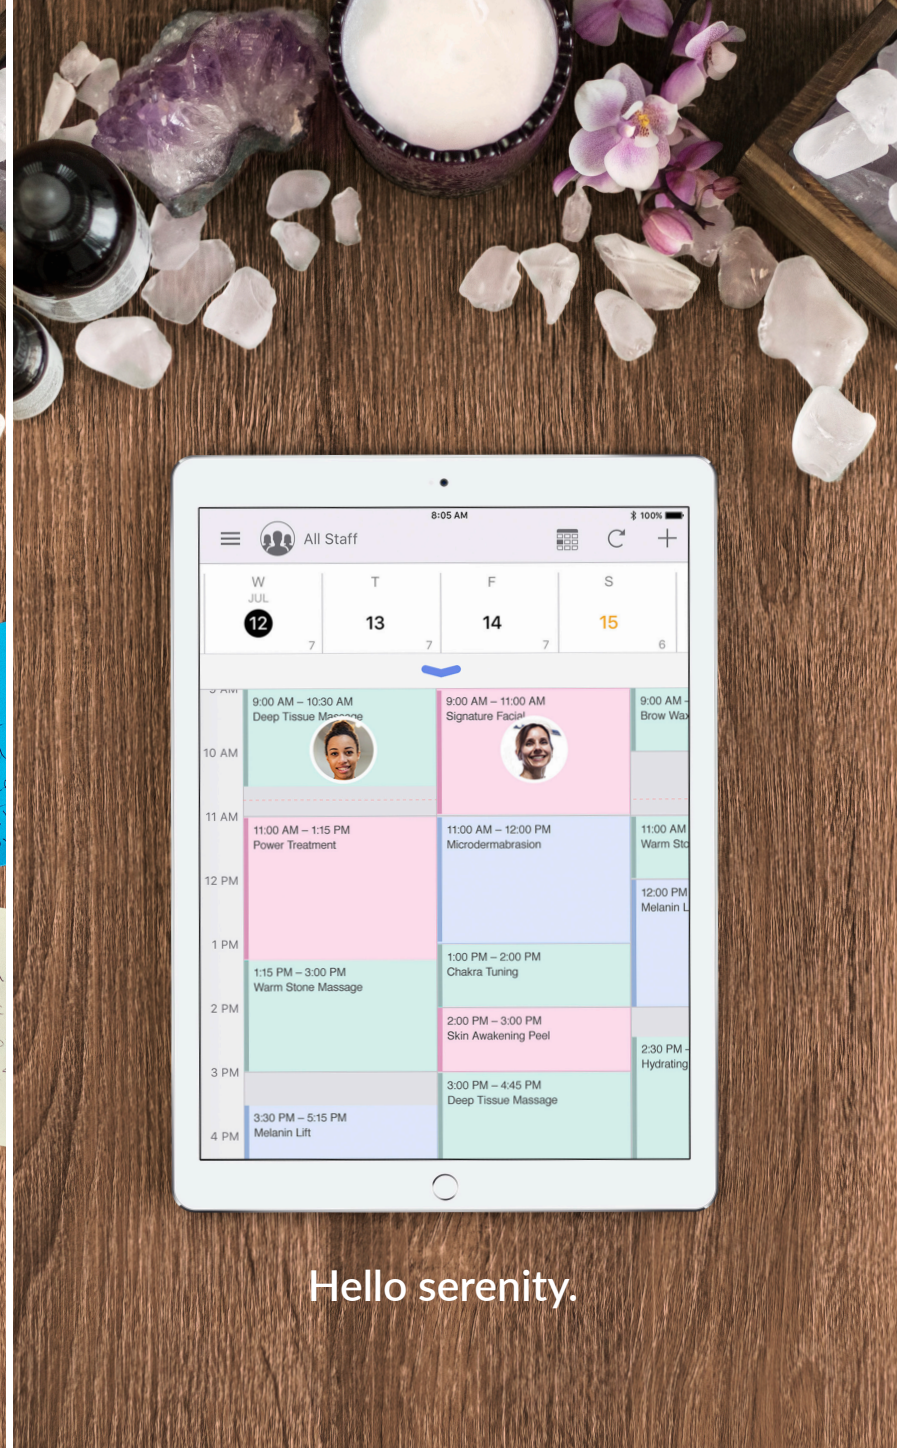 8:05 AM
100%
All Staff
W
T
F
S
JUL
12
13
14
15
7
7
7
6
9 AM
9:00 AM – 10:30 AM
Deep Tissue Massage
9:00 AM – 11:00 AM
Signature Facial
9:00 AM -
Brow Wax
10 AM
11 AM
11:00 AM – 1:15 PM
Power Treatment
11:00 AM – 12:00 PM
Microdermabrasion
11:00 AM
Warm Sto
12 PM
12:00 PM
Melanin L
1 PM
1:15 PM – 3:00 PM
Warm Stone Massage
1:00 PM – 2:00 PM
Chakra Tuning
2 PM
2:00 PM – 3:00 PM
Skin Awakening Peel
2:30 PM -
Hydrating
3 PM
3:00 PM – 4:45 PM
Deep Tissue Massage
3:30 PM – 5:15 PM
Melanin Lift
4 PM
Hello serenity.